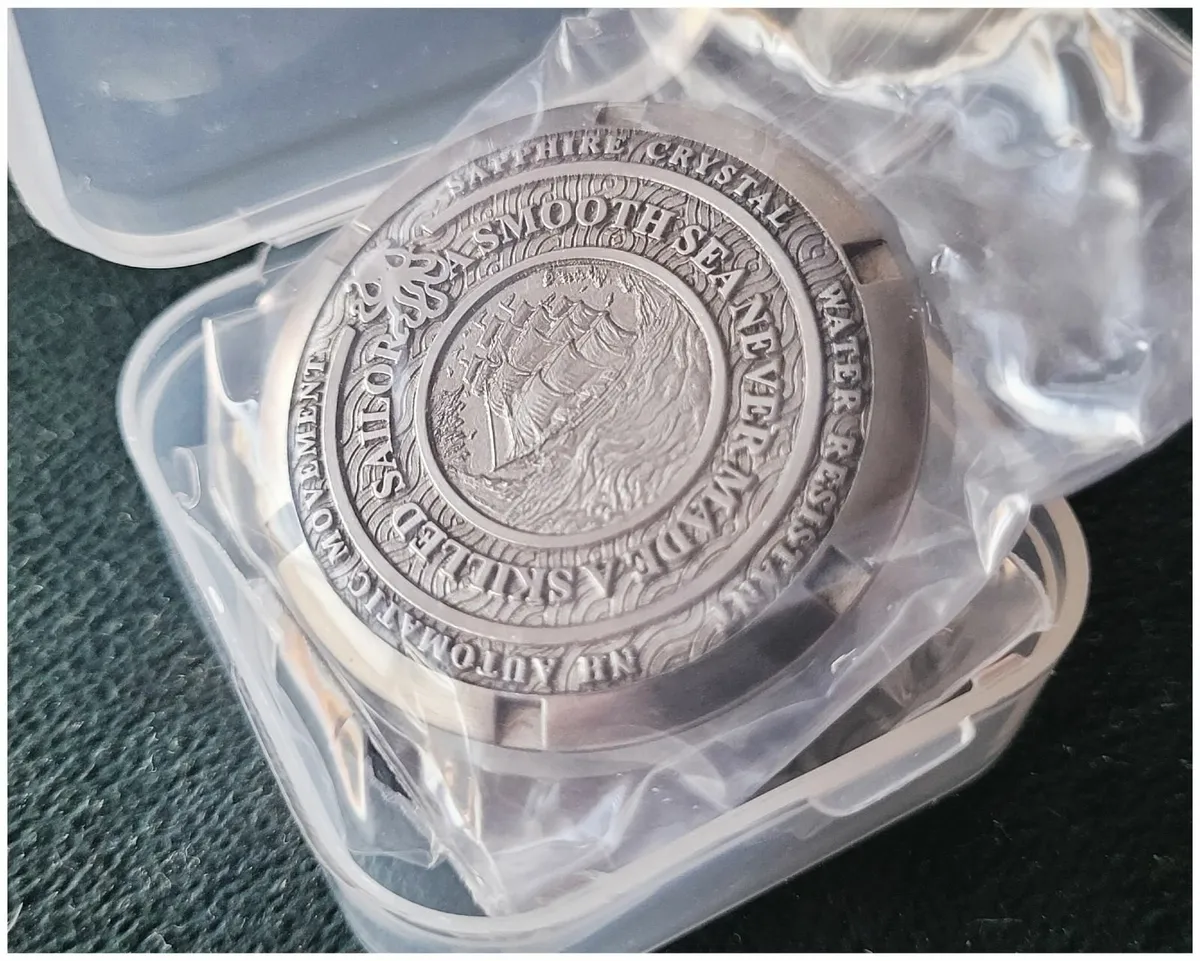 SAPPHIRE CRYSTAL WATER RESISTANT NH AUTOMATIC MOVEMENT
A SMOOTH SEA NEVER MADE A SKILLED SAILOR